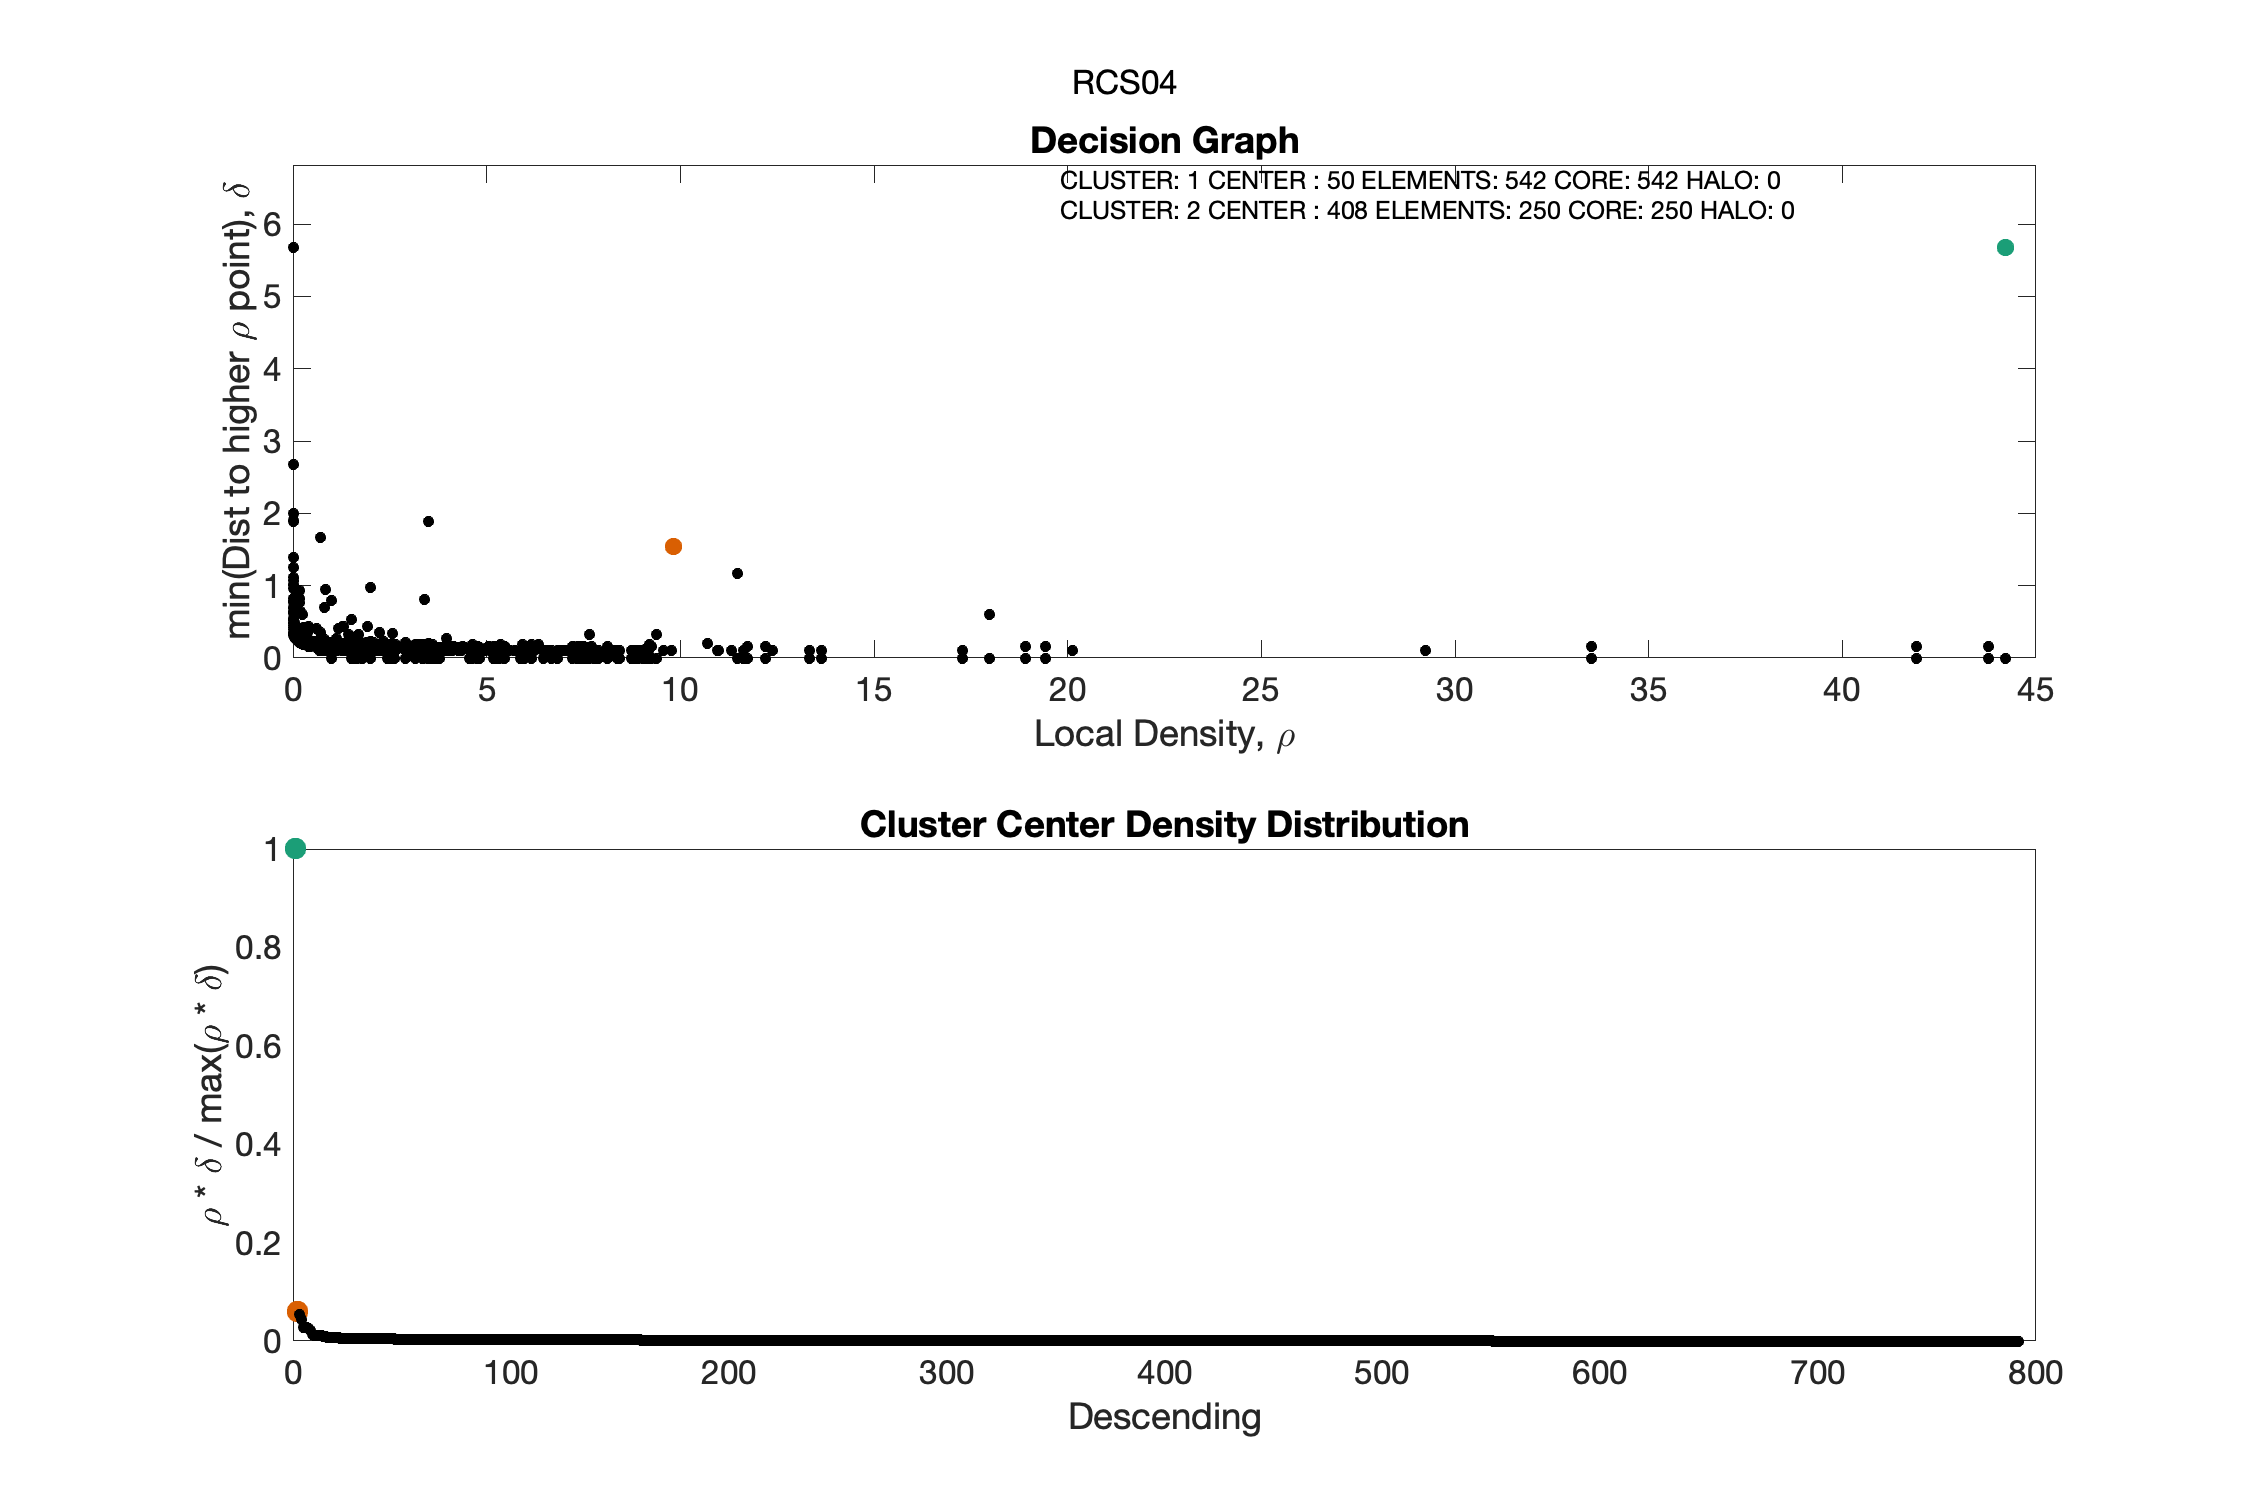 RCS04
Decision Graph
CLUSTER: 1 CENTER : 50 ELEMENTS: 542 CORE: 542 HALO: 0
CLUSTER: 2 CENTER : 408 ELEMENTS: 250 CORE: 250 HALO: 0
min(Dist to higher ρ point), δ
6
5
4
3
2
1
0
0 5 10 15 20 25 30 35 40 45
Local Density, ρ
Cluster Center Density Distribution
ρ * δ / max(ρ * δ)
1
0.8
0.6
0.4
0.2
0
0 100 200 300 400 500 600 700 800
Descending